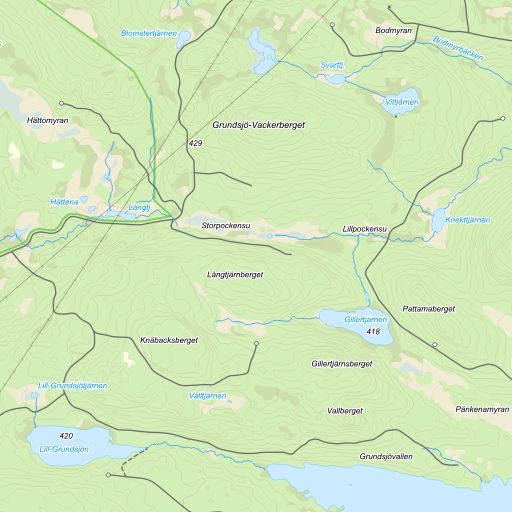 Blomstertjärnen
Bodmyran
Bodmyrbäcken
Svarttj.
Vittjärnen
Hättomyran
Grundsjö-Vackerberget
429
Hättena
Långtj.
Storpockensu
Lillpockensu
Knekttjärnen
Långtjärnberget
Pattamaberget
Gillertjärnen
418
Knäbacksberget
Gillertjärnsberget
Lill-Grundsjötjärnen
Valltjärnen
Vallberget
Pänkenamyran
420
Lill-Grundsjön
Grundsjövallen